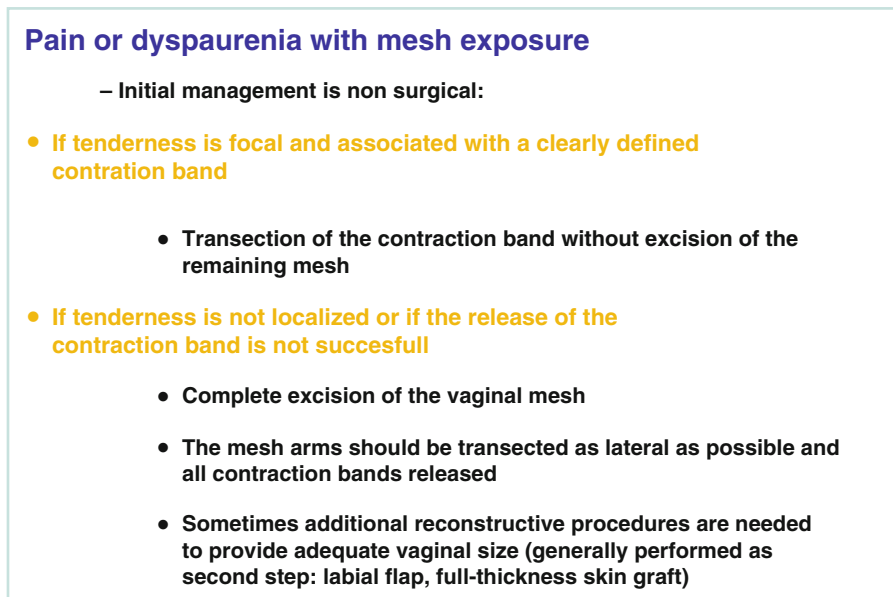 Pain or dyspaurenia with mesh exposure
– Initial management is non surgical:
• If tenderness is focal and associated with a clearly defined
contration band
• Transection of the contraction band without excision of the
remaining mesh
• If tenderness is not localized or if the release of the
contraction band is not succesfull
• Complete excision of the vaginal mesh
• The mesh arms should be transected as lateral as possible and
all contraction bands released
• Sometimes additional reconstructive procedures are needed
to provide adequate vaginal size (generally performed as
second step: labial flap, full-thickness skin graft)